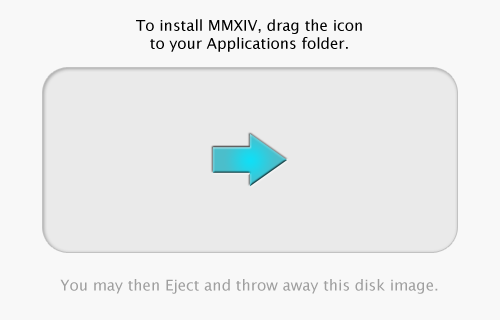 To install MMXIV, drag the icon
to your Applications folder.
You may then Eject and throw away this disk image.